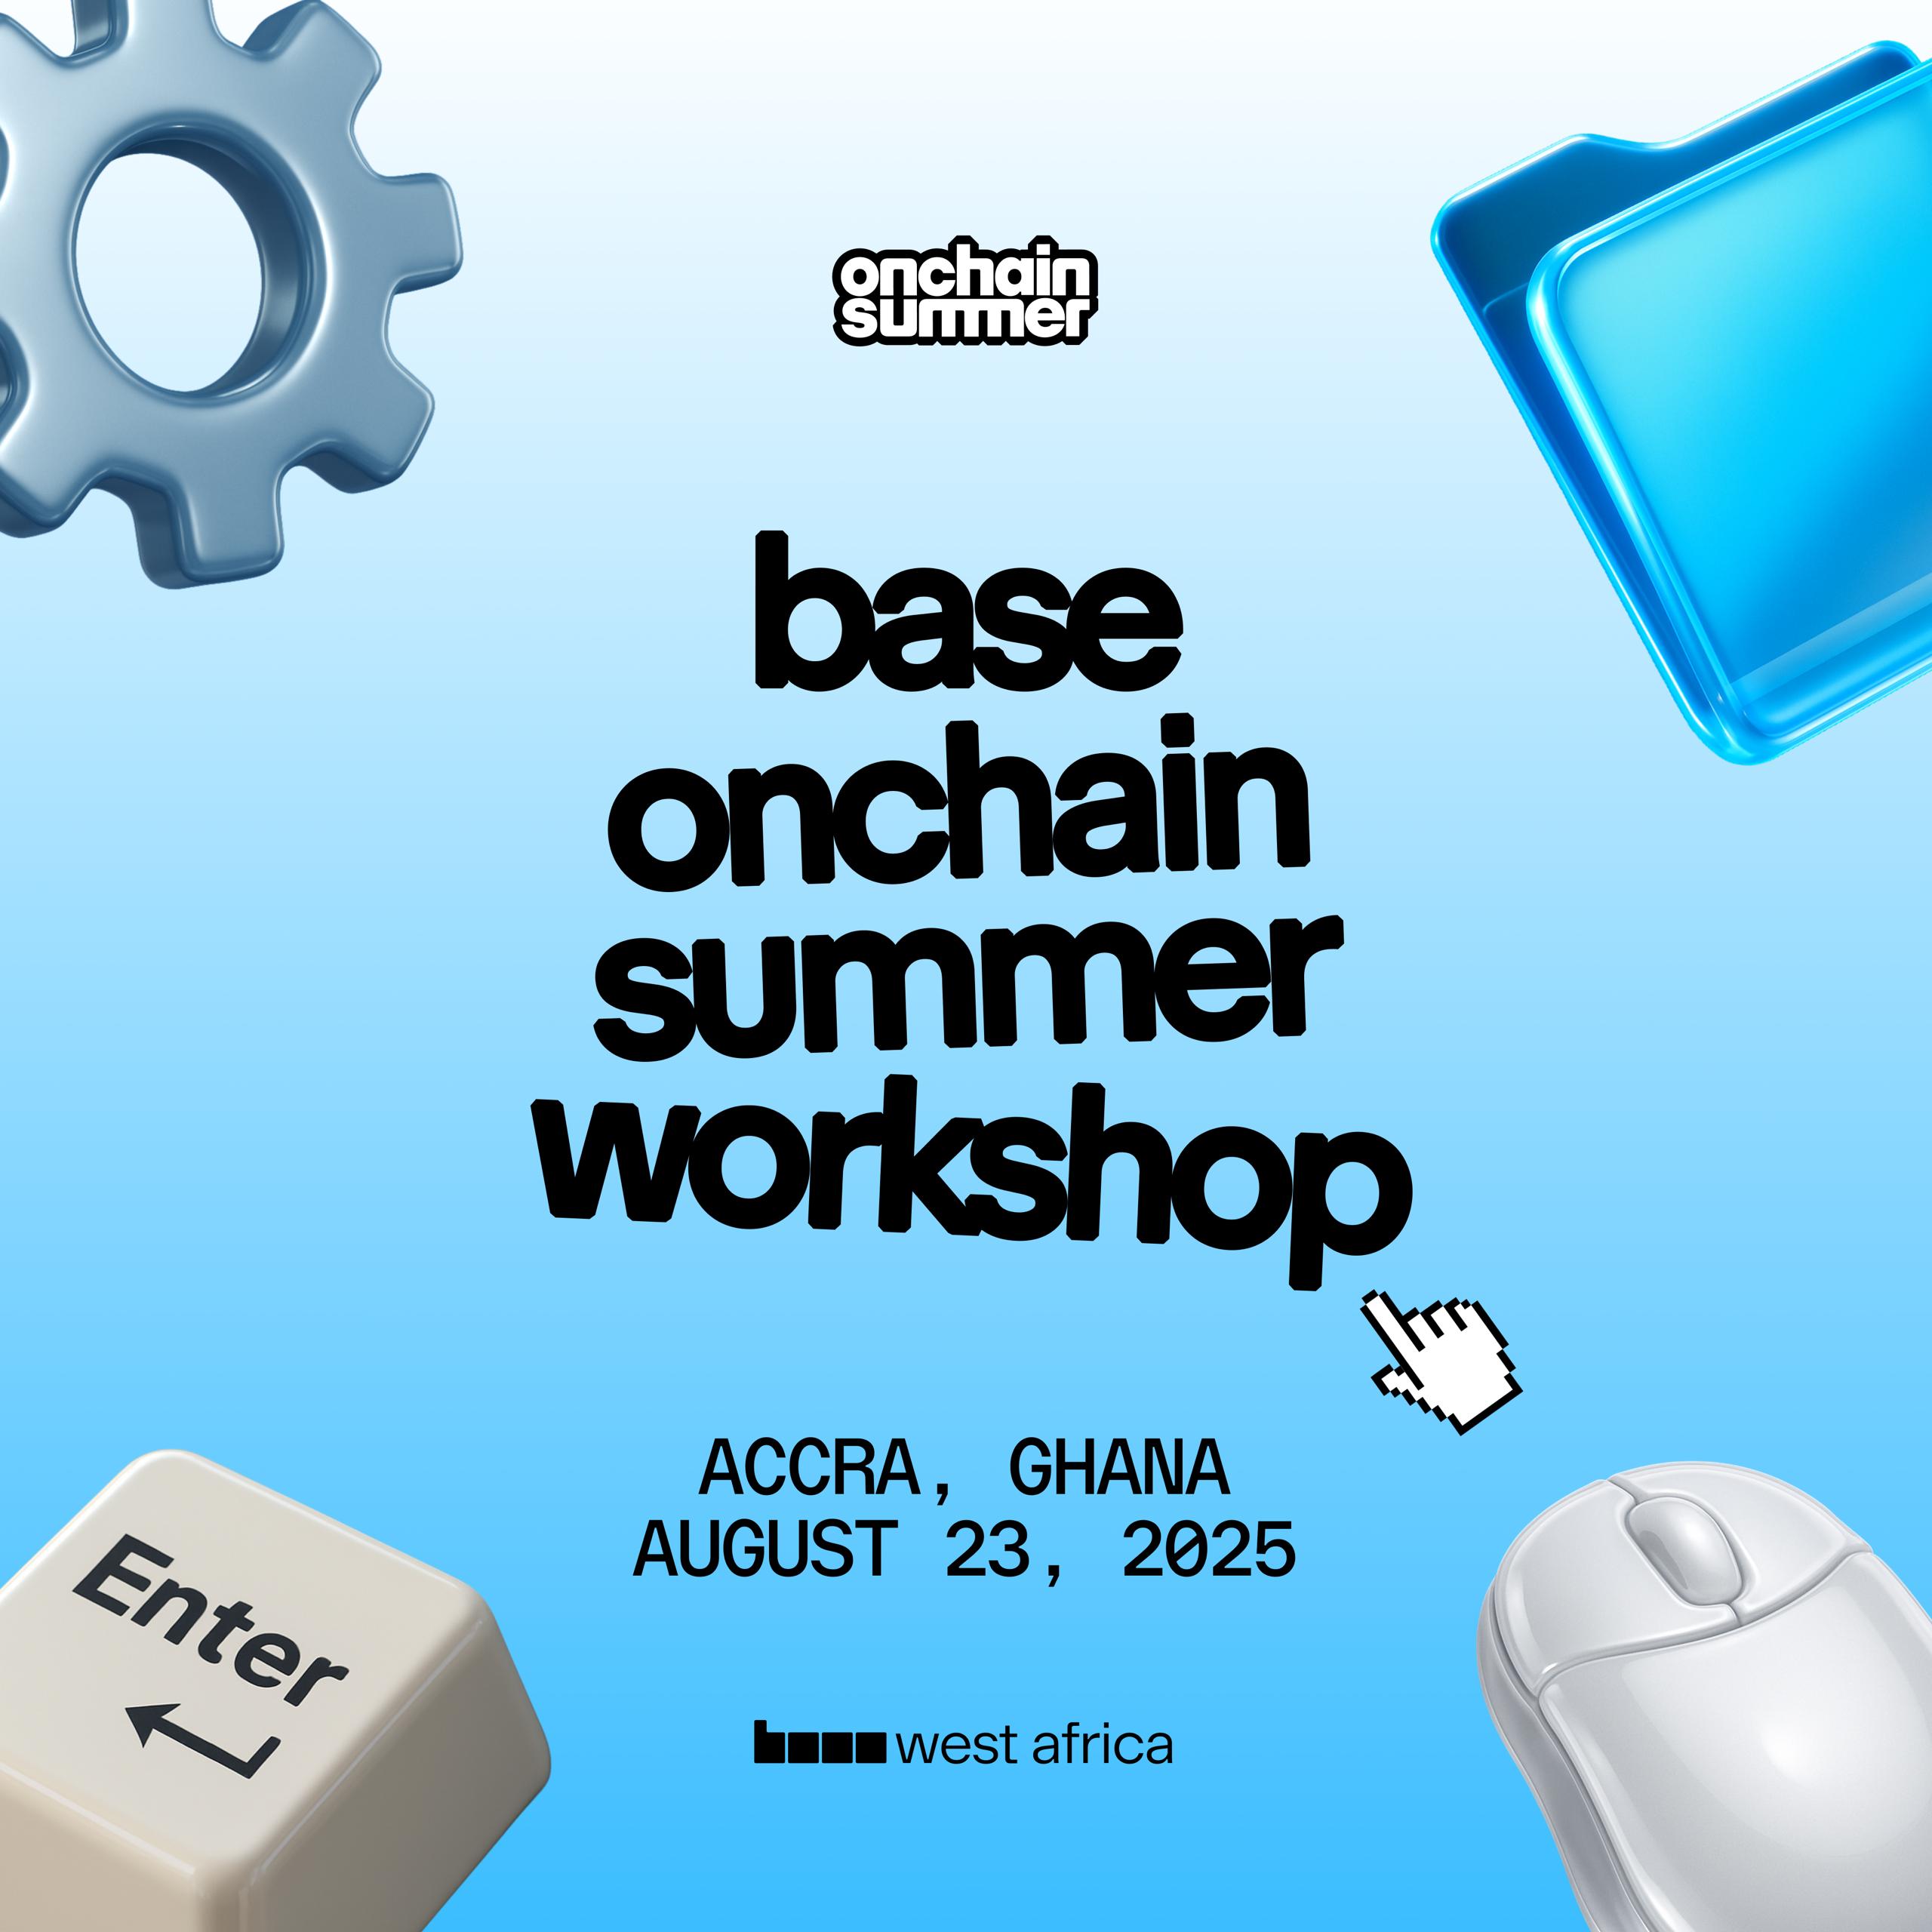 onchain
summer
base
onchain
summer
workshop
ACCRA, GHANA
AUGUST 23, 2025
Enter
west africa